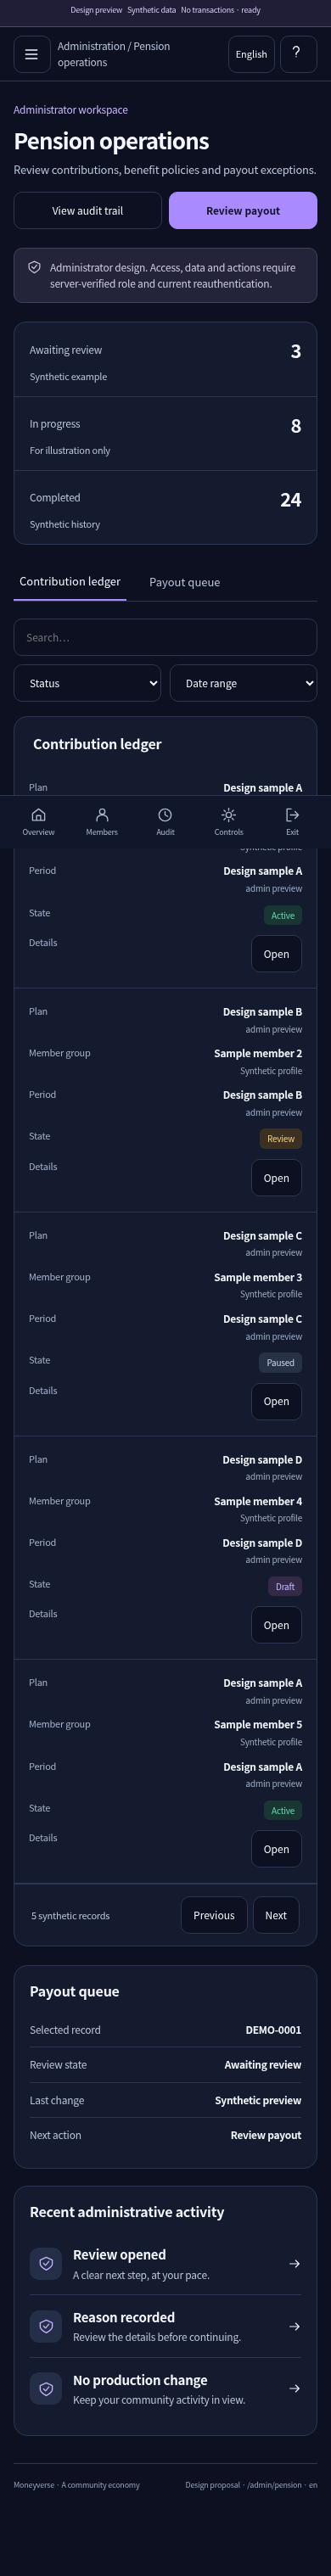 Design preview Synthetic data No transactions · ready
Administration / Pension operations
English
?
Administrator workspace
Pension operations
Review contributions, benefit policies and payout exceptions.
View audit trail
Review payout
Administrator design. Access, data and actions require
server-verified role and current reauthentication.
Awaiting review 3
Synthetic example
In progress 8
For illustration only
Completed 24
Synthetic history
Contribution ledger Payout queue
Search…
Status Date range
Contribution ledger
Plan Design sample A
Overview Members Audit Controls Exit
Period Design sample A
admin preview
State Active
Details Open
Plan Design sample B
admin preview
Member group Sample member 2
Synthetic profile
Period Design sample B
admin preview
State Review
Details Open
Plan Design sample C
admin preview
Member group Sample member 3
Synthetic profile
Period Design sample C
admin preview
State Paused
Details Open
Plan Design sample D
admin preview
Member group Sample member 4
Synthetic profile
Period Design sample D
admin preview
State Draft
Details Open
Plan Design sample A
admin preview
Member group Sample member 5
Synthetic profile
Period Design sample A
admin preview
State Active
Details Open
5 synthetic records Previous Next
Payout queue
Selected record DEMO-0001
Review state Awaiting review
Last change Synthetic preview
Next action Review payout
Recent administrative activity
Review opened
A clear next step, at your pace.
Reason recorded
Review the details before continuing.
No production change
Keep your community activity in view.
Moneyverse · A community economy Design proposal · /admin/pension · en